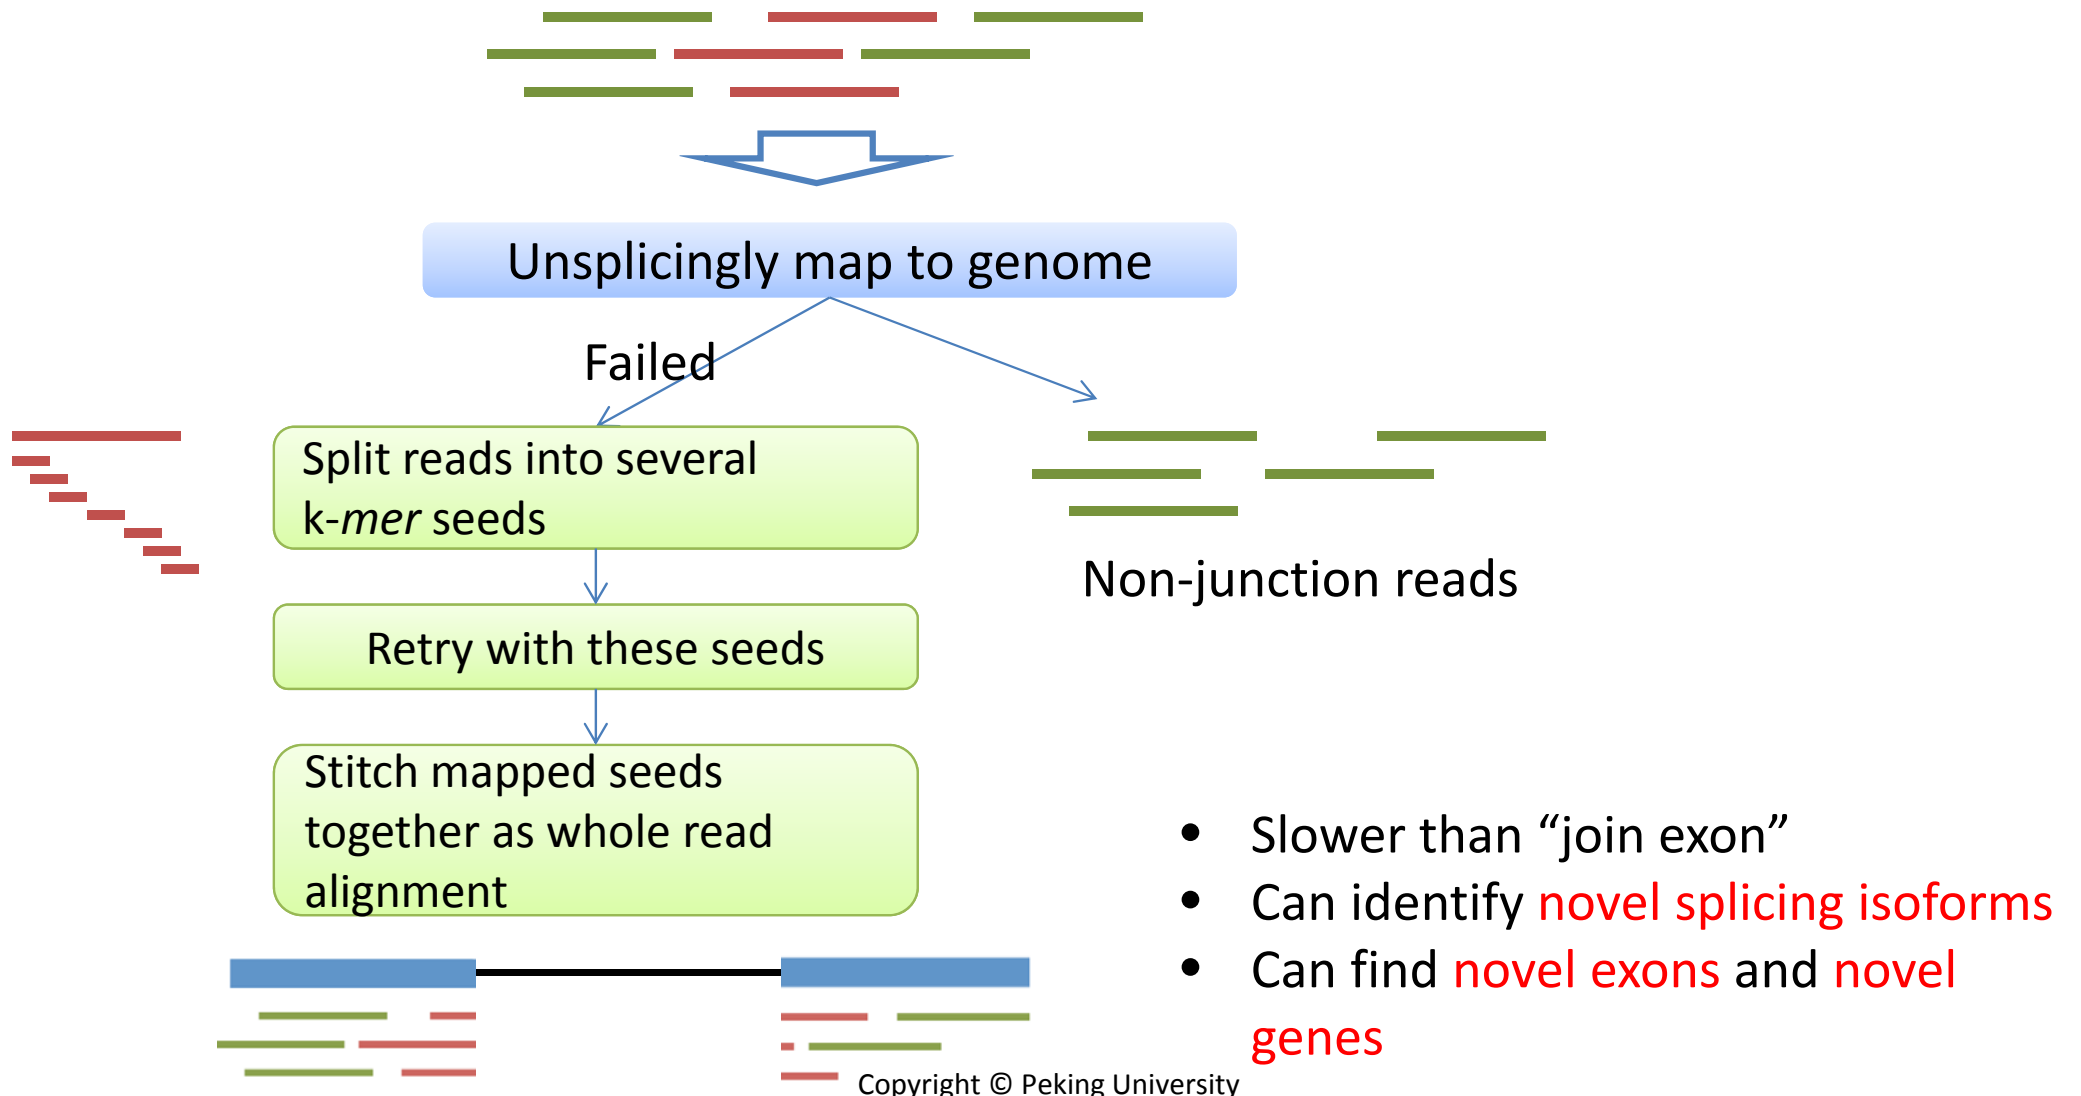 Unsplicingly map to genome
Failed
Split reads into several
k-mer seeds
Non-junction reads
Retry with these seeds
Stitch mapped seeds
together as whole read
alignment
• Slower than “join exon”
• Can identify novel splicing isoforms
• Can find novel exons and novel
genes
Copyright © Peking University